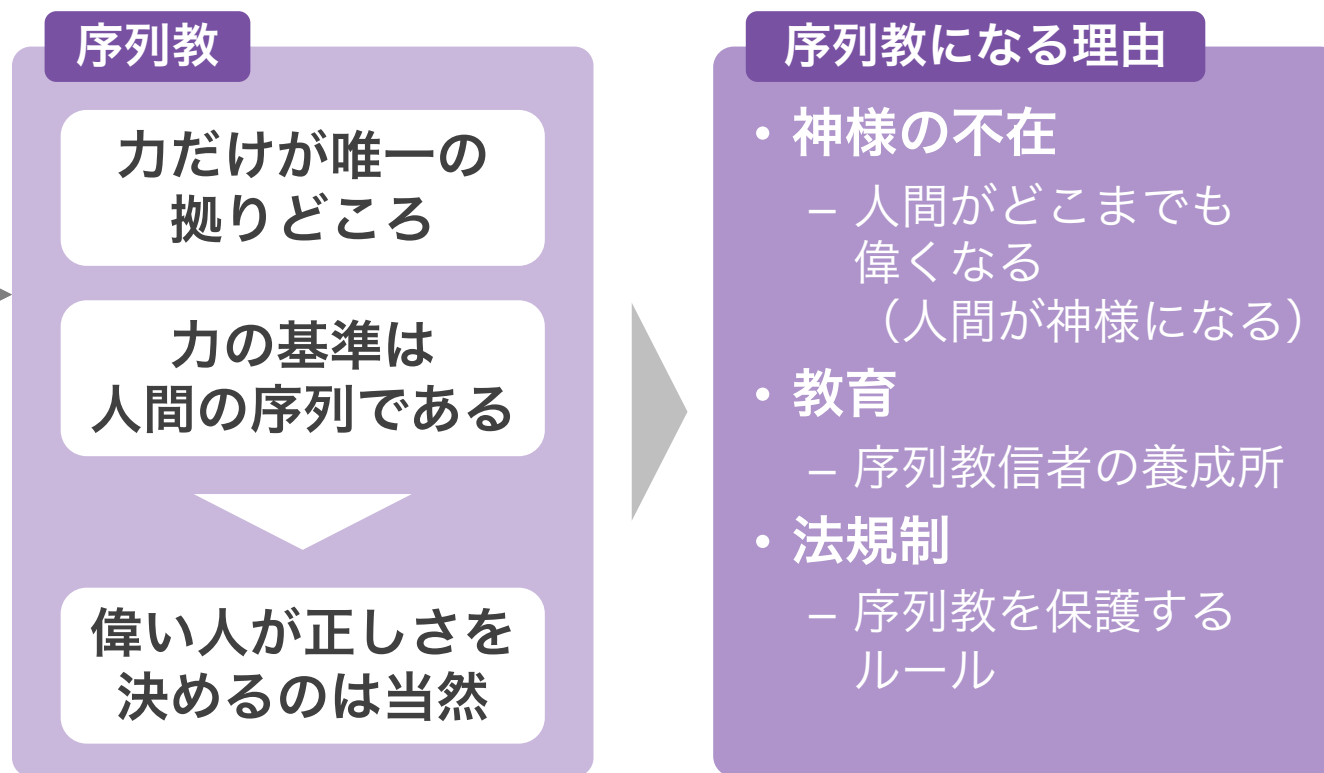 序列教
力だけが唯一の
拠りどころ
力の基準は
人間の序列である
偉い人が正しさを
決めるのは当然
序列教になる理由
• 神様の不在
– 人間がどこまでも
偉くなる
（人間が神様になる）
• 教育
– 序列教信者の養成所
• 法規制
– 序列教を保護する
ルール